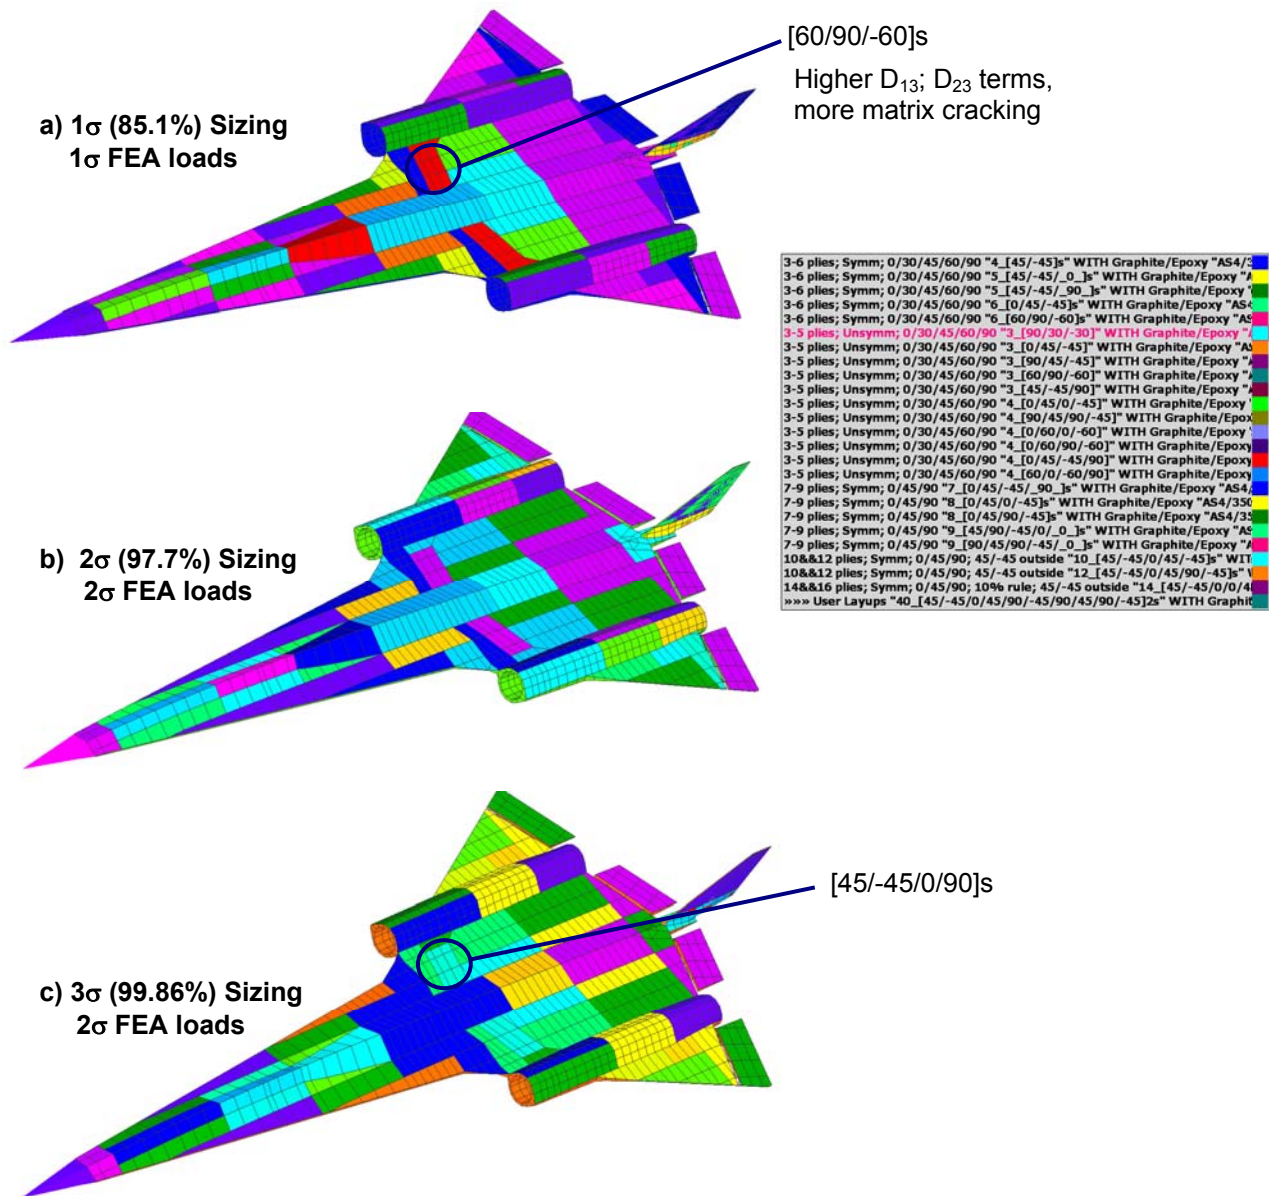 [60/90/-60]s
Higher D13; D23 terms,
more matrix cracking
a) 1σ (85.1%) Sizing
1σ FEA loads
3-6 plies; Symm; 0/30/45/60/90 "4_[45/-45]s" WITH Graphite/Epoxy "AS4/3
3-6 plies; Symm; 0/30/45/60/90 "5_[45/-45/_0_]s" WITH Graphite/Epoxy "A
3-6 plies; Symm; 0/30/45/60/90 "5_[45/-45/_90_]s" WITH Graphite/Epoxy
3-6 plies; Symm; 0/30/45/60/90 "6_[0/45/-45]s" WITH Graphite/Epoxy "AS4
3-6 plies; Symm; 0/30/45/60/90 "6_[60/90/-60]s" WITH Graphite/Epoxy "AS
3-5 plies; Unsymm; 0/30/45/60/90 "3_[90/30/-30]" WITH Graphite/Epoxy "
3-5 plies; Unsymm; 0/30/45/60/90 "3_[0/45/-45]" WITH Graphite/Epoxy "AS
3-5 plies; Unsymm; 0/30/45/60/90 "3_[90/45/-45]" WITH Graphite/Epoxy "A
3-5 plies; Unsymm; 0/30/45/60/90 "3_[60/90/-60]" WITH Graphite/Epoxy "A
3-5 plies; Unsymm; 0/30/45/60/90 "3_[45/-45/90]" WITH Graphite/Epoxy "A
3-5 plies; Unsymm; 0/30/45/60/90 "4_[0/45/0/-45]" WITH Graphite/Epoxy "
3-5 plies; Unsymm; 0/30/45/60/90 "4_[90/45/90/-45]" WITH Graphite/Epoxy
3-5 plies; Unsymm; 0/30/45/60/90 "4_[0/60/0/-60]" WITH Graphite/Epoxy "
3-5 plies; Unsymm; 0/30/45/60/90 "4_[0/60/90/-60]" WITH Graphite/Epoxy
3-5 plies; Unsymm; 0/30/45/60/90 "4_[0/45/-45/90]" WITH Graphite/Epoxy
3-5 plies; Unsymm; 0/30/45/60/90 "4_[60/0/-60/90]" WITH Graphite/Epoxy
7-9 plies; Symm; 0/45/90 "7_[0/45/-45/_90_]s" WITH Graphite/Epoxy "AS4/
7-9 plies; Symm; 0/45/90 "8_[0/45/0/-45]s" WITH Graphite/Epoxy "AS4/350
7-9 plies; Symm; 0/45/90 "8_[0/45/90/-45]s" WITH Graphite/Epoxy "AS4/35
7-9 plies; Symm; 0/45/90 "9_[45/90/-45/0/_0_]s" WITH Graphite/Epoxy "AS
7-9 plies; Symm; 0/45/90 "9_[90/45/90/-45/_0_]s" WITH Graphite/Epoxy "A
10&&12 plies; Symm; 0/45/90; 45/-45 outside "10_[45/-45/0/45/-45]s" WIT
10&&12 plies; Symm; 0/45/90; 45/-45 outside "12_[45/-45/0/45/90/-45]s"
14&&16 plies; Symm; 0/45/90; 10% rule; 45/-45 outside "14_[45/-45/0/0/4
>>> User Layups "40_[45/-45/0/45/90/-45/90/45/90/-45]2s" WITH Graphit
b) 2σ (97.7%) Sizing
2σ FEA loads
[45/-45/0/90]s
c) 3σ (99.86%) Sizing
2σ FEA loads